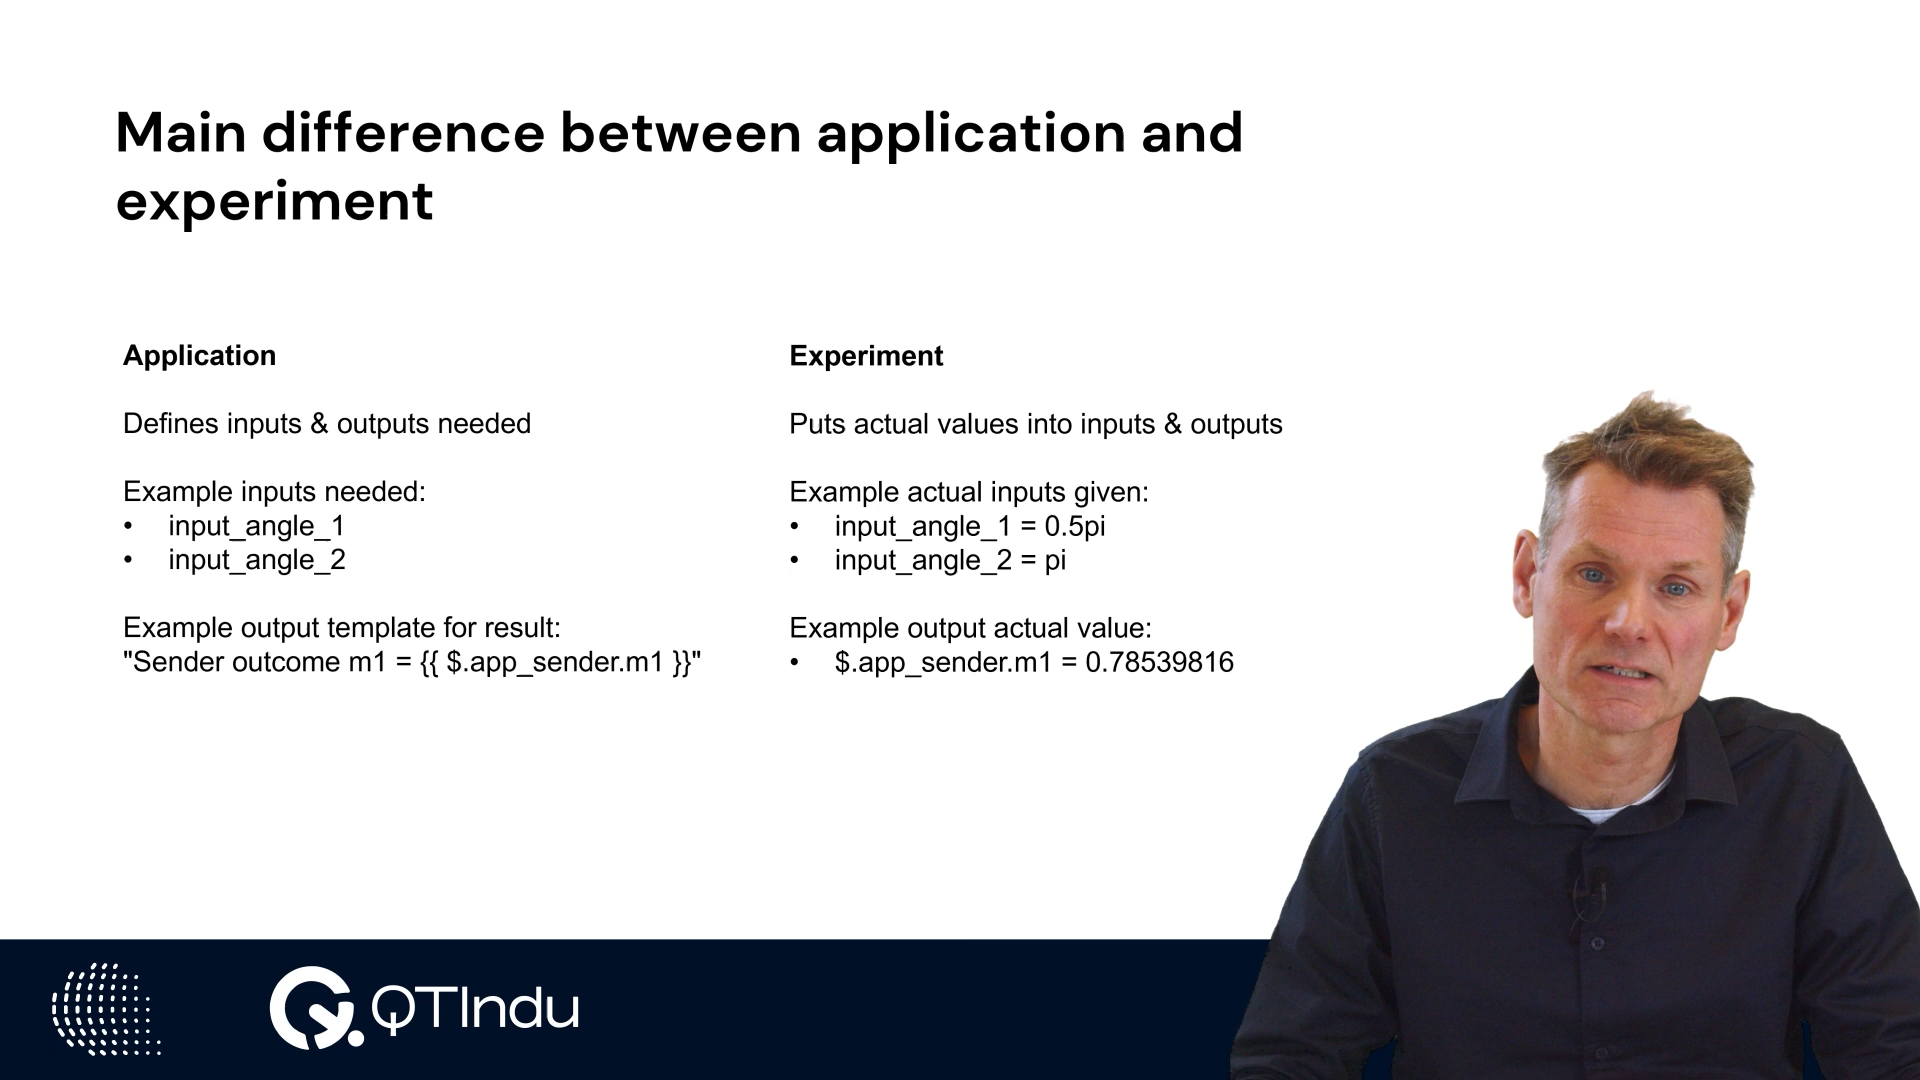 Main difference between application and
experiment
Application
Defines inputs & outputs needed
Example inputs needed:
• input_angle_1
• input_angle_2
Example output template for result:
"Sender outcome m1 = {{ $.app_sender.m1 }}"
Experiment
Puts actual values into inputs & outputs
Example actual inputs given:
• input_angle_1 = 0.5pi
• input_angle_2 = pi
Example output actual value:
• $.app_sender.m1 = 0.78539816
QTIndu